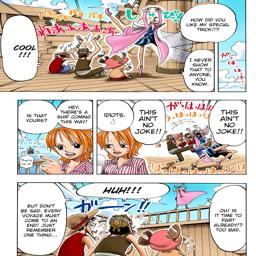 HOW DID YOU
LIKE MY SPECIAL
TRICK!??
I NEVER
SHOW THAT
TO ANYONE,
YOU
KNOW.
COOL
!!!
THIS
AIN'T
NO
JOKE!!
IDIOTS.
THIS
AIN'T
NO
JOKE!!
HEY,
THERE'S A
SHIP COMING
THIS WAY!
IS THAT
YOURS?
HUH!!!
OH! IS
IT TIME TO
PART
ALREADY!?
TOO BAD.
BUT DON'T
BE SAD. EVERY
VOYAGE MUST
COME TO AN
END! JUST
REMEMBER
ONE THING...